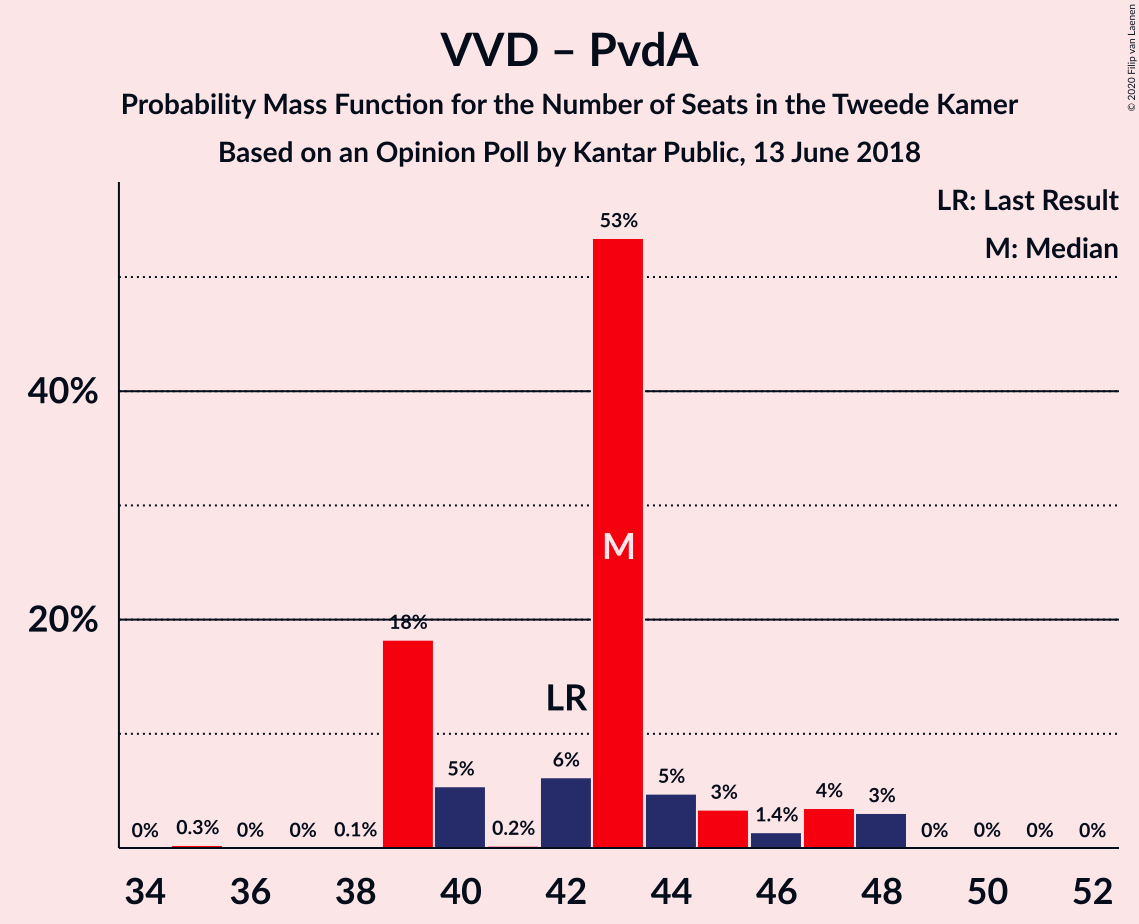 VVD – PvdA
Probability Mass Function for the Number of Seats in the Tweede Kamer
Based on an Opinion Poll by Kantar Public, 13 June 2018
© 2020 Filip van Laenen
LR: Last Result
M: Median
53%
40%
M
20%
18%
LR
0%
0.3%
0%
0%
0.1%
5%
0.2%
6%
5%
3%
1.4%
4%
3%
0%
0%
0%
0%
34 36 38 40 42 44 46 48 50 52